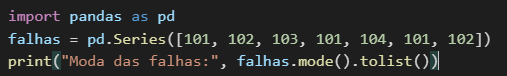 import pandas as pd
falhas = pd.Series([101, 102, 103, 101, 104, 101, 102])
print("Moda das falhas:", falhas.mode().tolist())